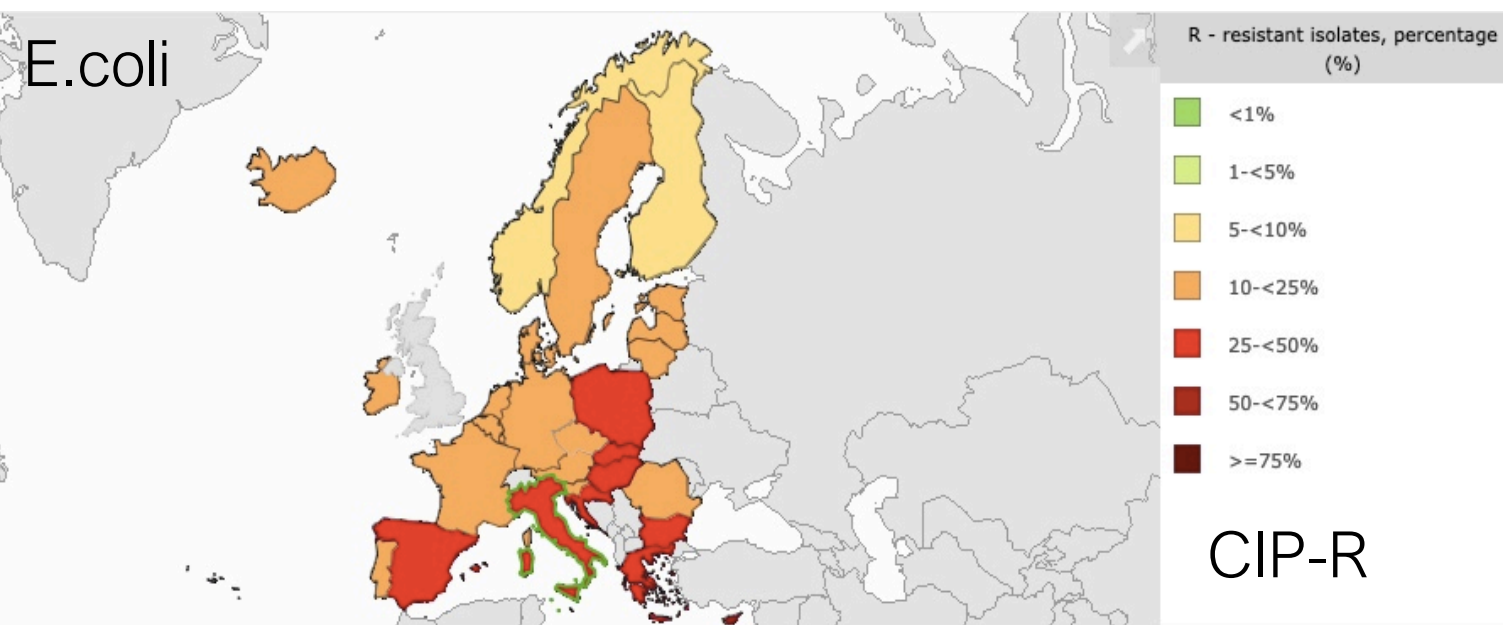 E.coli
R - resistant isolates, percentage
(%)
<1%
1-<5%
5-<10%
10-<25%
25-<50%
50-<75%
>=75%
CIP-R